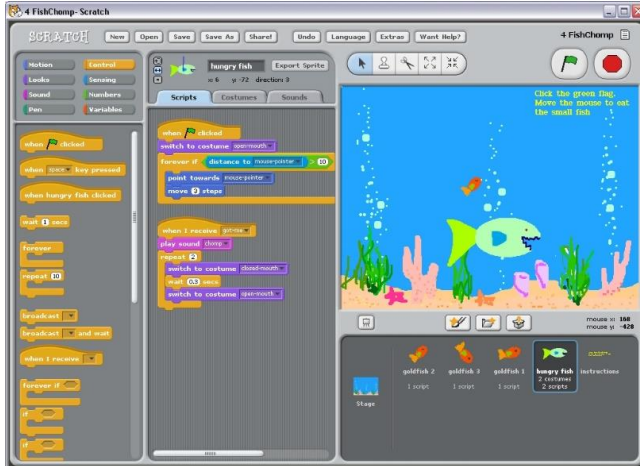 4 FishChomp- Scratch
SCRATCH
New Open Save Save As Share! Undo Language Extras Want Help?
4 FishChomp
Motion Control
Looks Sensing
Sound Numbers
Pen Variables
hungry fish Export Sprite
x: 6 y: -72 direction: 3
Scripts Costumes Sounds
when clicked
when space key pressed
when hungry fish clicked
wait 1 secs
forever
repeat 10
broadcast
broadcast and wait
when I receive
forever if
if
if
when clicked
switch to costume open-mouth
forever if distance to mouse-pointer > 10
point towards mouse-pointer
move 3 steps
when I receive got-me
play sound chomp
repeat 2
switch to costume closed-mouth
wait 0.5 secs
switch to costume open-mouth
Click the green flag.
Move the mouse to eat
the small fish
mouse x: 168
mouse y: -428
Stage
goldfish 2
1 script
goldfish 3
1 script
goldfish 1
1 script
hungry fish
2 costumes
2 scripts
instructions